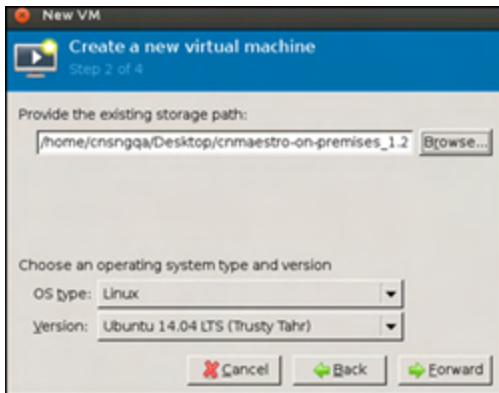 New VM
Create a new virtual machine
Step 2 of 4
Provide the existing storage path:
/home/cnsngqa/Desktop/cnmaestro-on-premises_1.2 Browse...
Choose an operating system type and version
OS type: Linux
Version: Ubuntu 14.04 LTS (Trusty Tahr)
Cancel Back Forward